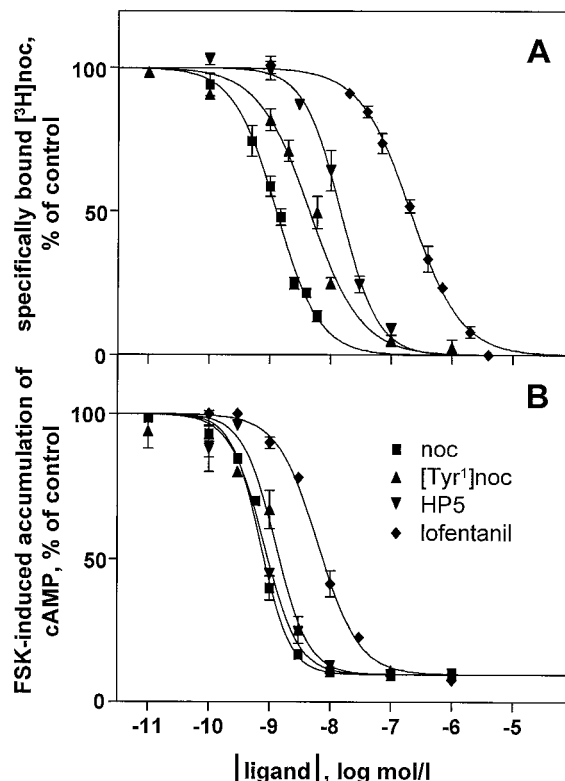 A
specifically bound [³H]noc,
% of control
100
50
0
B
FSK-induced accumulation of
cAMP, % of control
100
50
0
noc
[Tyr¹]noc
HP5
lofentanil
-11 -10 -9 -8 -7 -6 -5
|ligand|, log mol/l